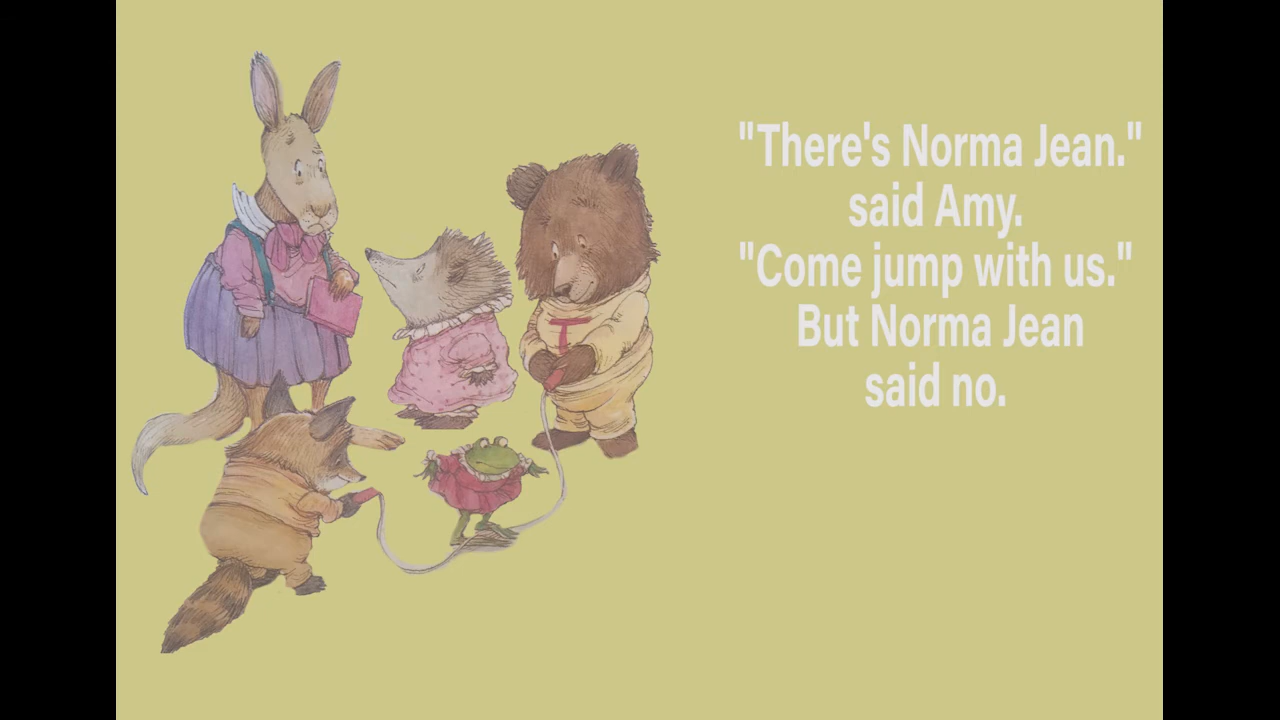 "There's Norma Jean."
said Amy.
"Come jump with us."
But Norma Jean
said no.
T